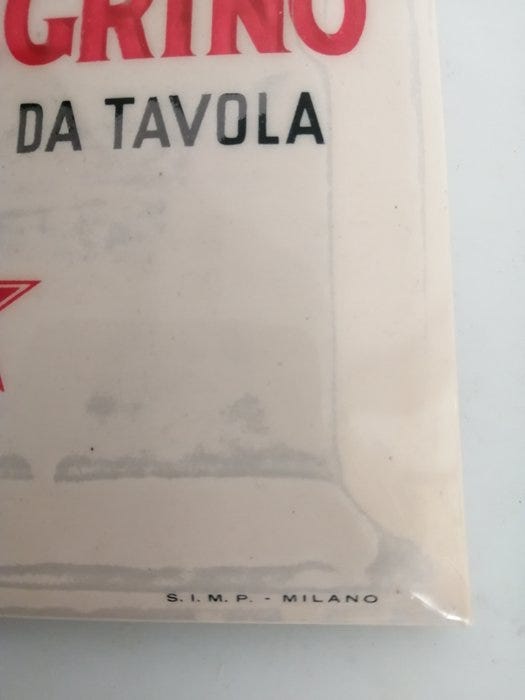 GRINO
DA TAVOLA
S. I. M. P. - MILANO